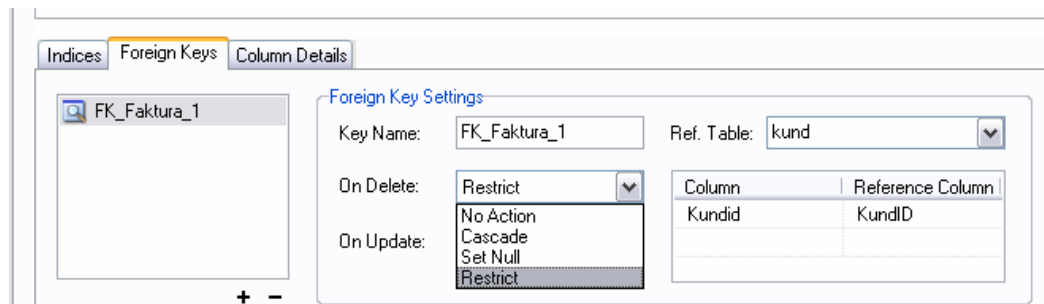 Indices Foreign Keys Column Details
FK_Faktura_1
Foreign Key Settings
Key Name: FK_Faktura_1 Ref. Table: kund
On Delete: Restrict
No Action
Cascade
Set Null
Restrict
On Update:
Column Reference Column
Kundid KundID
+ −